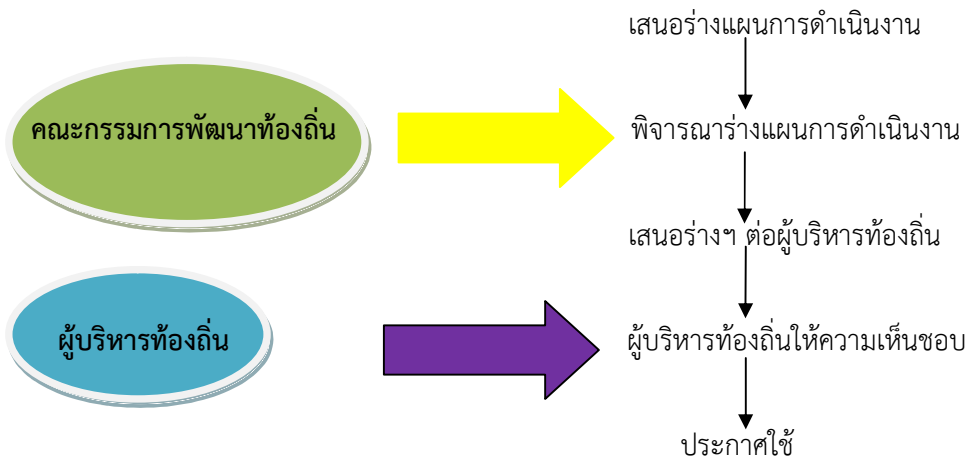 เสนอร่างแผนการดำเนินงาน
คณะกรรมการพัฒนาท้องถิ่น
พิจารณาร่างแผนการดำเนินงาน
เสนอร่างฯ ต่อผู้บริหารท้องถิ่น
ผู้บริหารท้องถิ่น
ผู้บริหารท้องถิ่นให้ความเห็นชอบ
ประกาศใช้